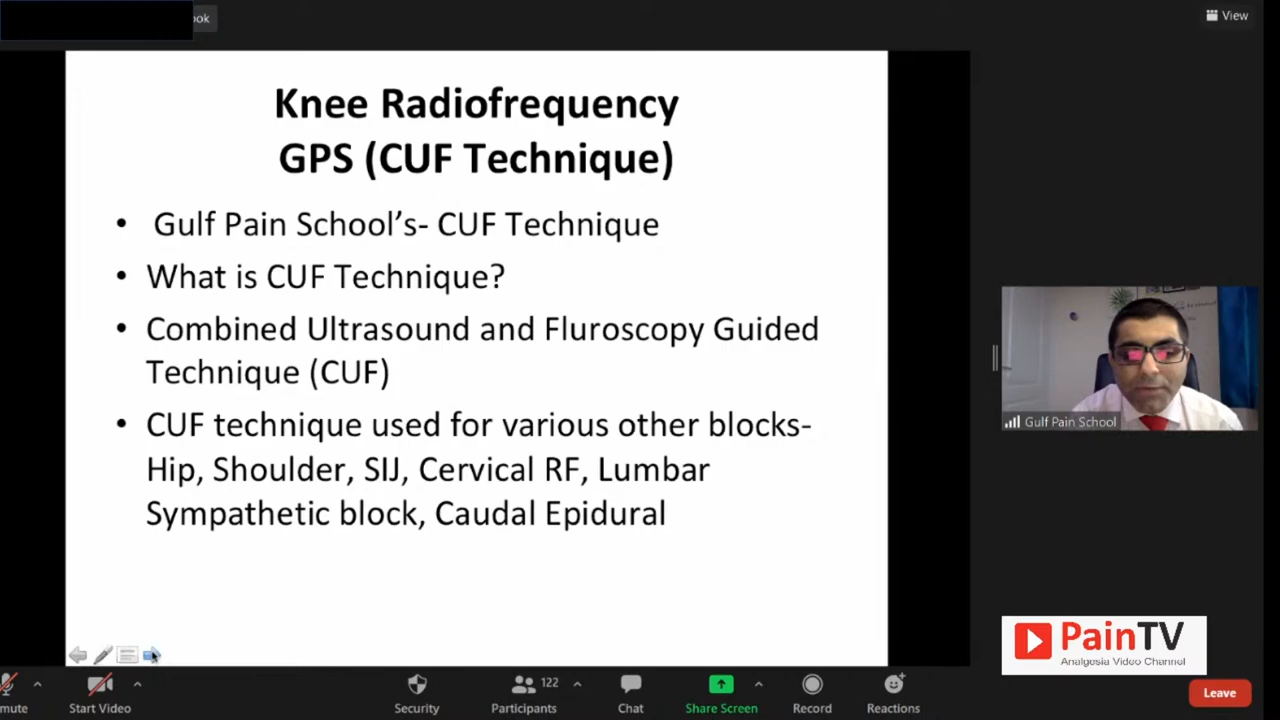 ok
View
Knee Radiofrequency
GPS (CUF Technique)
• Gulf Pain School’s- CUF Technique
• What is CUF Technique?
• Combined Ultrasound and Fluroscopy Guided
Technique (CUF)
• CUF technique used for various other blocks-
Hip, Shoulder, SIJ, Cervical RF, Lumbar
Sympathetic block, Caudal Epidural
Gulf Pain School
PainTV
Analgesia Video Channel
mute
Start Video
Security
122
Participants
Chat
Share Screen
Record
Reactions
Leave